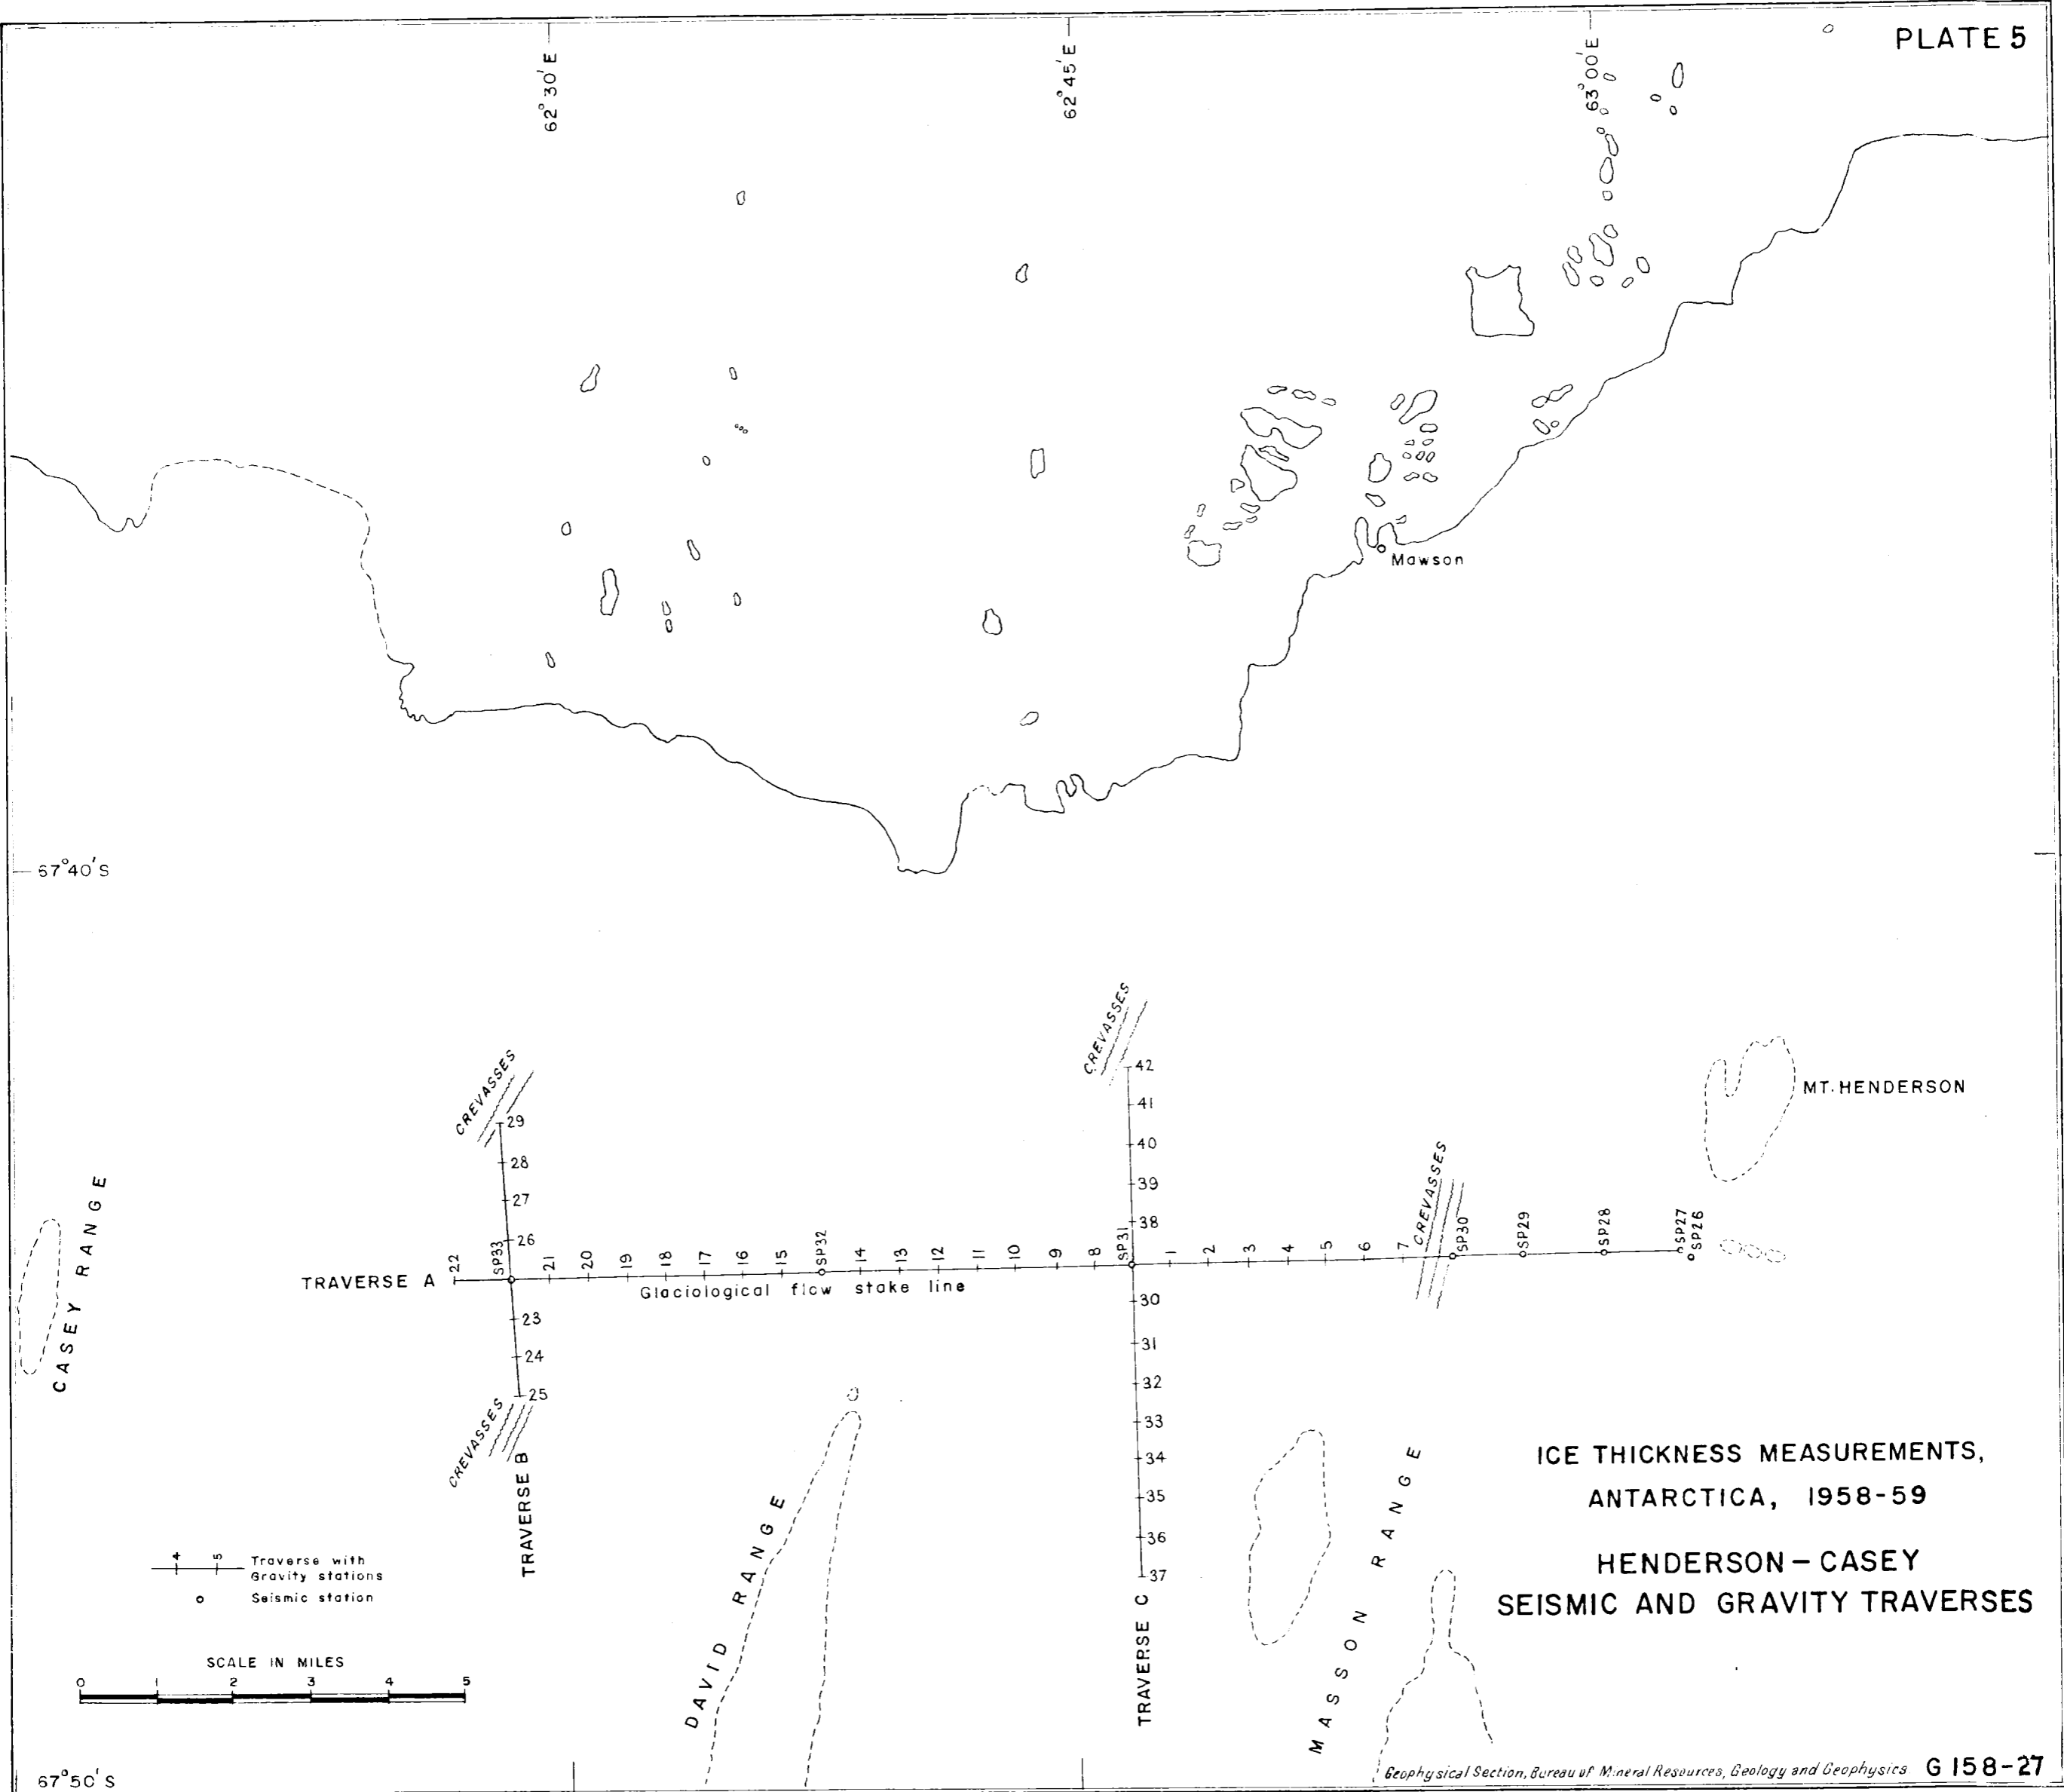 PLATE 5
62°30'E
62°45'E
63°00'E
Mawson
67°40'S
CREVASSES
CREVASSES
42
41
40
39
38
MT. HENDERSON
29
28
27
26
CREVASSES
CASEY RANGE
TRAVERSE A
22
SP33
21
20
19
18
17
16
15
SP32
14
13
12
11
10
9
8
SP31
1
2
3
4
5
6
7
SP30
SP29
SP28
SP27
SP26
Glaciological flow stake line
23
24
25
CREVASSES
TRAVERSE B
30
31
32
33
34
35
36
37
TRAVERSE C
DAVID RANGE
MASSON RANGE
ICE THICKNESS MEASUREMENTS,
ANTARCTICA, 1958-59
HENDERSON – CASEY
SEISMIC AND GRAVITY TRAVERSES
4 5
Traverse with
Gravity stations
Seismic station
SCALE IN MILES
0 1 2 3 4 5
67°50'S
Geophysical Section, Bureau of Mineral Resources, Geology and Geophysics G 158-27